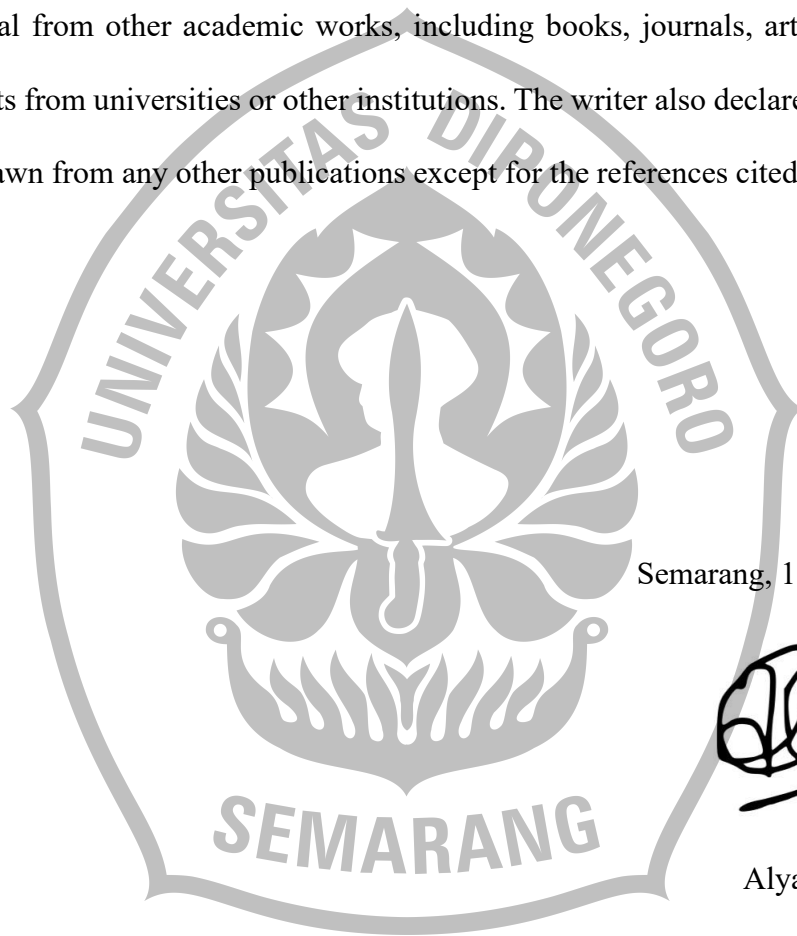 al from other academic works, including books, journals, art
ts from universities or other institutions. The writer also declare
awn from any other publications except for the references cited
UNIVERSITAS DIPONEGORO
Semarang, 1
SEMARANG
Alya